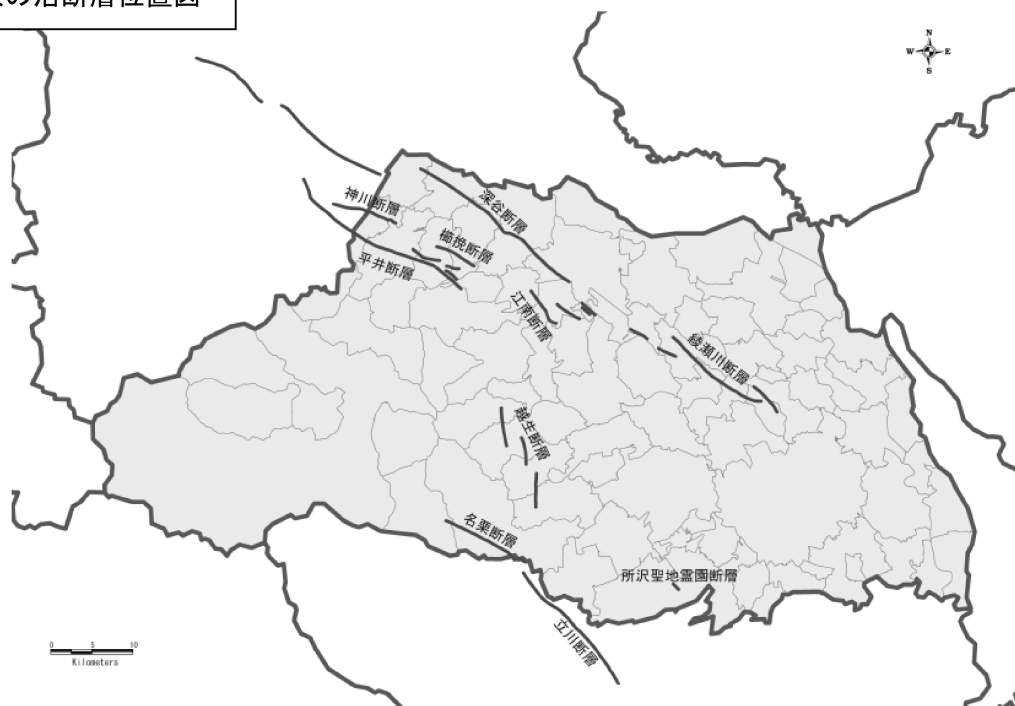 の活断層位置図
N
W E
S
神川断層
深谷断層
櫛挽断層
平井断層
江南断層
綾瀬川断層
越生断層
名栗断層
所沢聖地霊園断層
立川断層
0 5 10
Kilometers